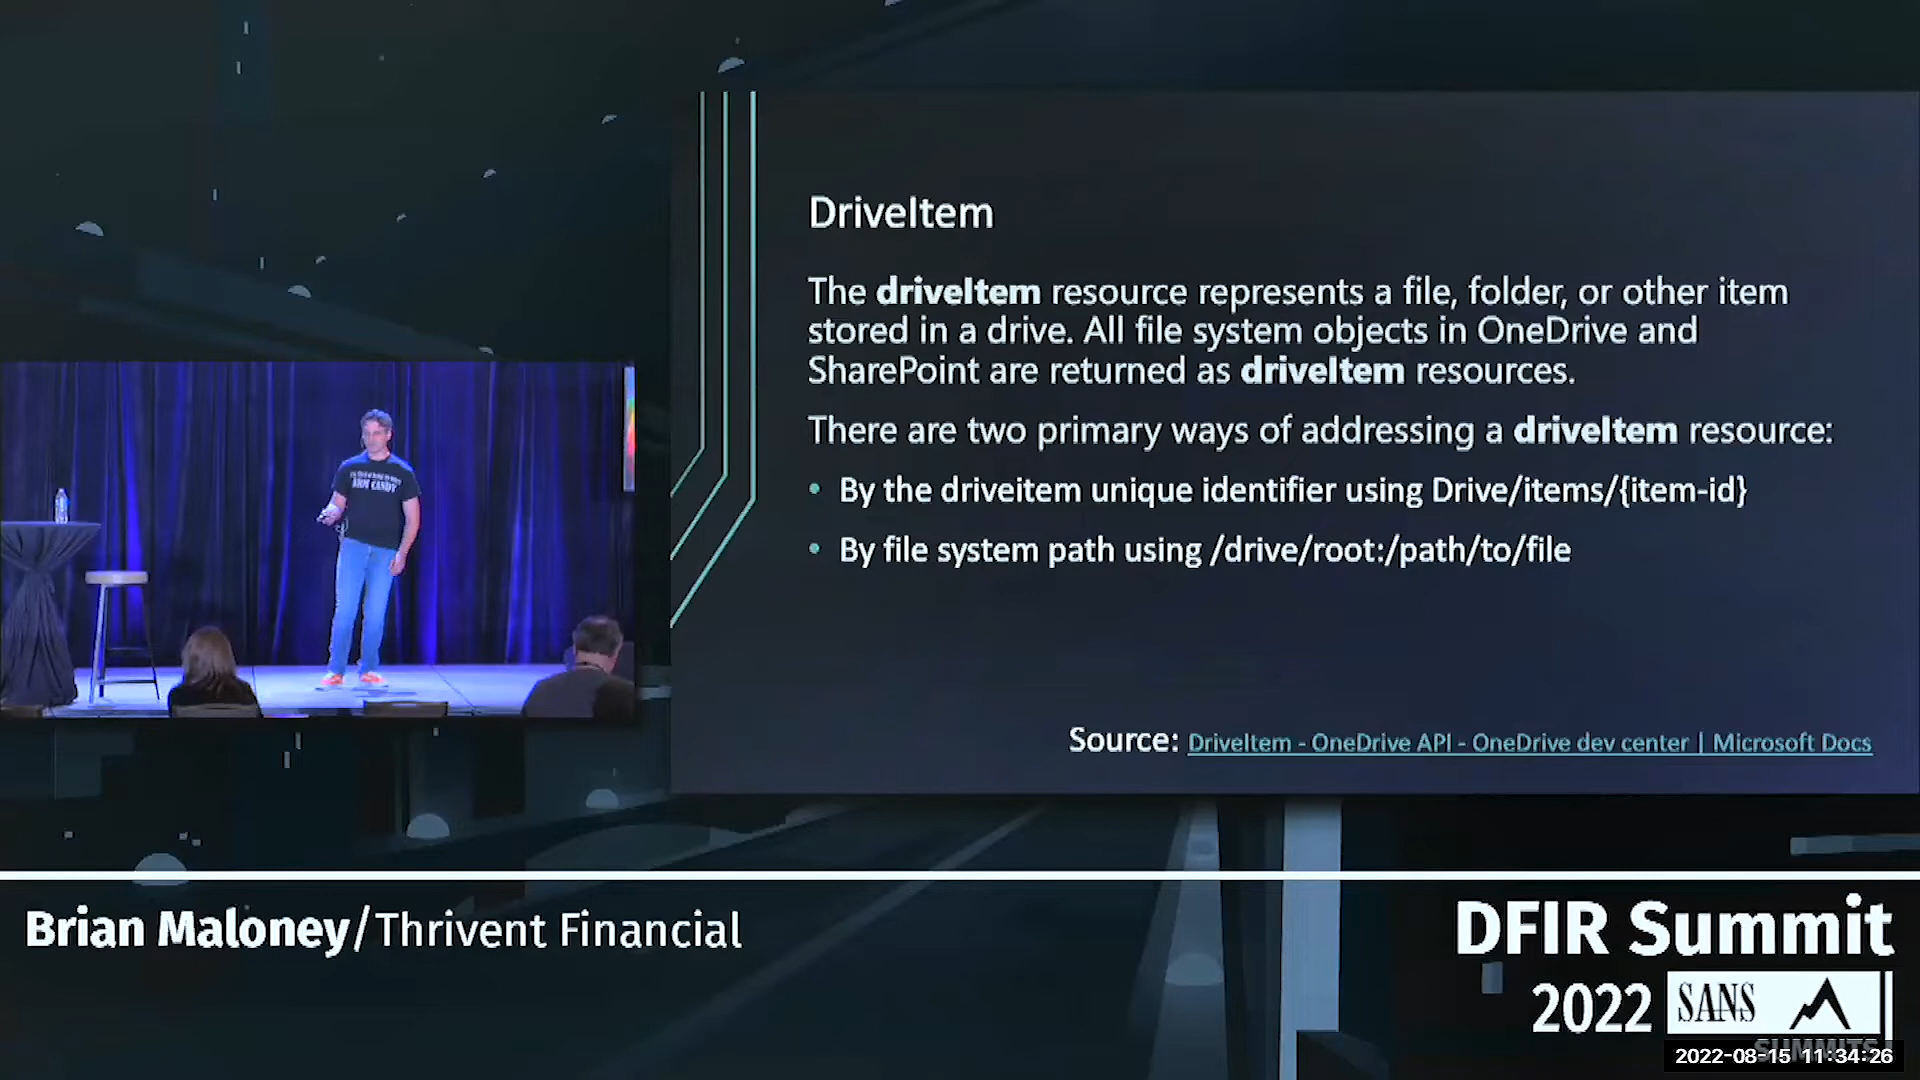 DriveItem
The driveItem resource represents a file, folder, or other item
stored in a drive. All file system objects in OneDrive and
SharePoint are returned as driveItem resources.
There are two primary ways of addressing a driveItem resource:
• By the driveitem unique identifier using Drive/items/{item-id}
• By file system path using /drive/root:/path/to/file
Source: DriveItem - OneDrive API - OneDrive dev center | Microsoft Docs
ARM CANDY
Brian Maloney/Thrivent Financial
DFIR Summit
2022 SANS
SUMMITS
2022-08-15 11:34:26